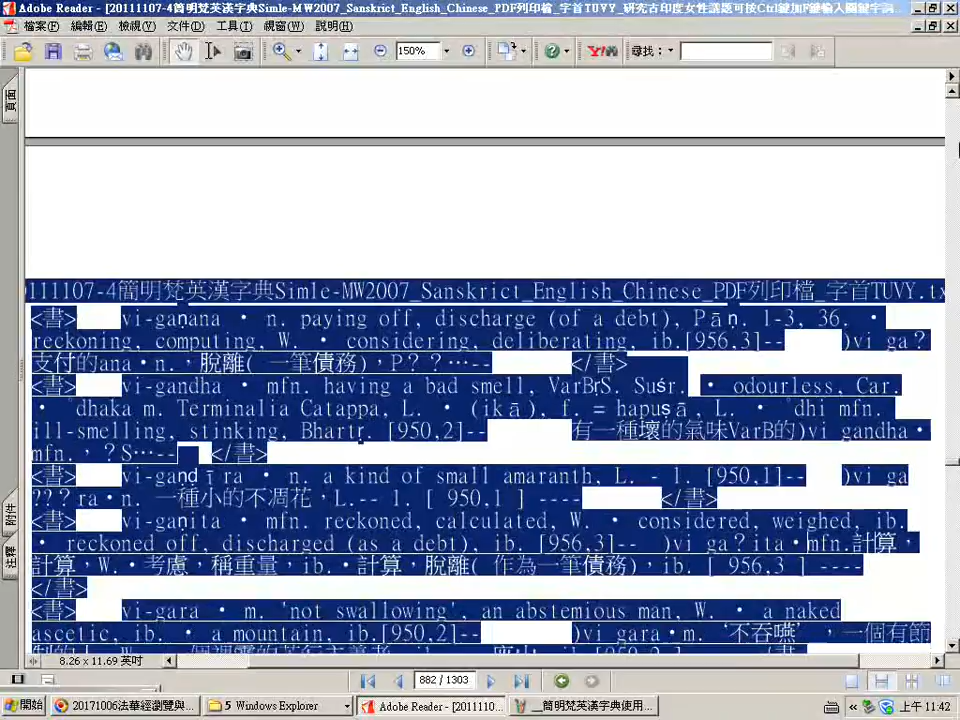 Adobe Reader - [20111107-4簡明梵英漢字典Simle-MW2007_Sanskrict_English_Chinese_PDF列印檔_字首TUVY_研究古印度女性議題可按Ctrl鍵加F鍵輸入關鍵字詞...
檔案(F) 編輯(E) 檢視(V) 文件(D) 工具(T) 視窗(W) 說明(H)
150% Y! 尋找：
頁面
附件
註釋
111107-4簡明梵英漢字典Simle-MW2007_Sanskrict_English_Chinese_PDF列印檔_字首TUVY.tx
<書> vi-gaṇana • n. paying off, discharge (of a debt), Pāṇ. 1-3, 36. •
reckoning, computing, W. • considering, deliberating, ib.[956,3]-- )vi ga？
支付的ana•n.，脫離( 一筆債務)，P？？…-- </書>
<書> vi-gandha • mfn. having a bad smell, VarBṛS. Suśr. • odourless, Car.
• °dhaka m. Terminalia Catappa, L. • (ikā), f. = hapuṣā, L. • °dhi mfn.
ill-smelling, stinking, Bhartṛ. [950,2]-- 有一種壞的氣味VarB的)vi gandha•
mfn.，？S…-- </書>
<書> vi-gaṇḍīra • n. a kind of small amaranth, L. - l. [950,1]-- )vi ga
???ra•n. 一種小的不凋花，L.-- l. [ 950,1 ] ---- </書>
<書> vi-gaṇita • mfn. reckoned, calculated, W. • considered, weighed, ib.
• reckoned off, discharged (as a debt), ib. [956,3]-- )vi ga？ita•mfn.計算，
計算，W.•考慮，稱重量，ib.•計算，脫離( 作為一筆債務)，ib. [ 956,3 ] ----
</書>
<書> vi-gara • m. 'not swallowing', an abstemious man, W. • a naked
ascetic, ib. • a mountain, ib.[950,2]-- )vi gara•m.‘不吞嚥’，一個有節
8.26 x 11.69 英吋
882 / 1303
開始 20171006法華經瀏覽與... 5 Windows Explorer Adobe Reader - [2011110... __簡明梵英漢字典使用... 上午 11:42